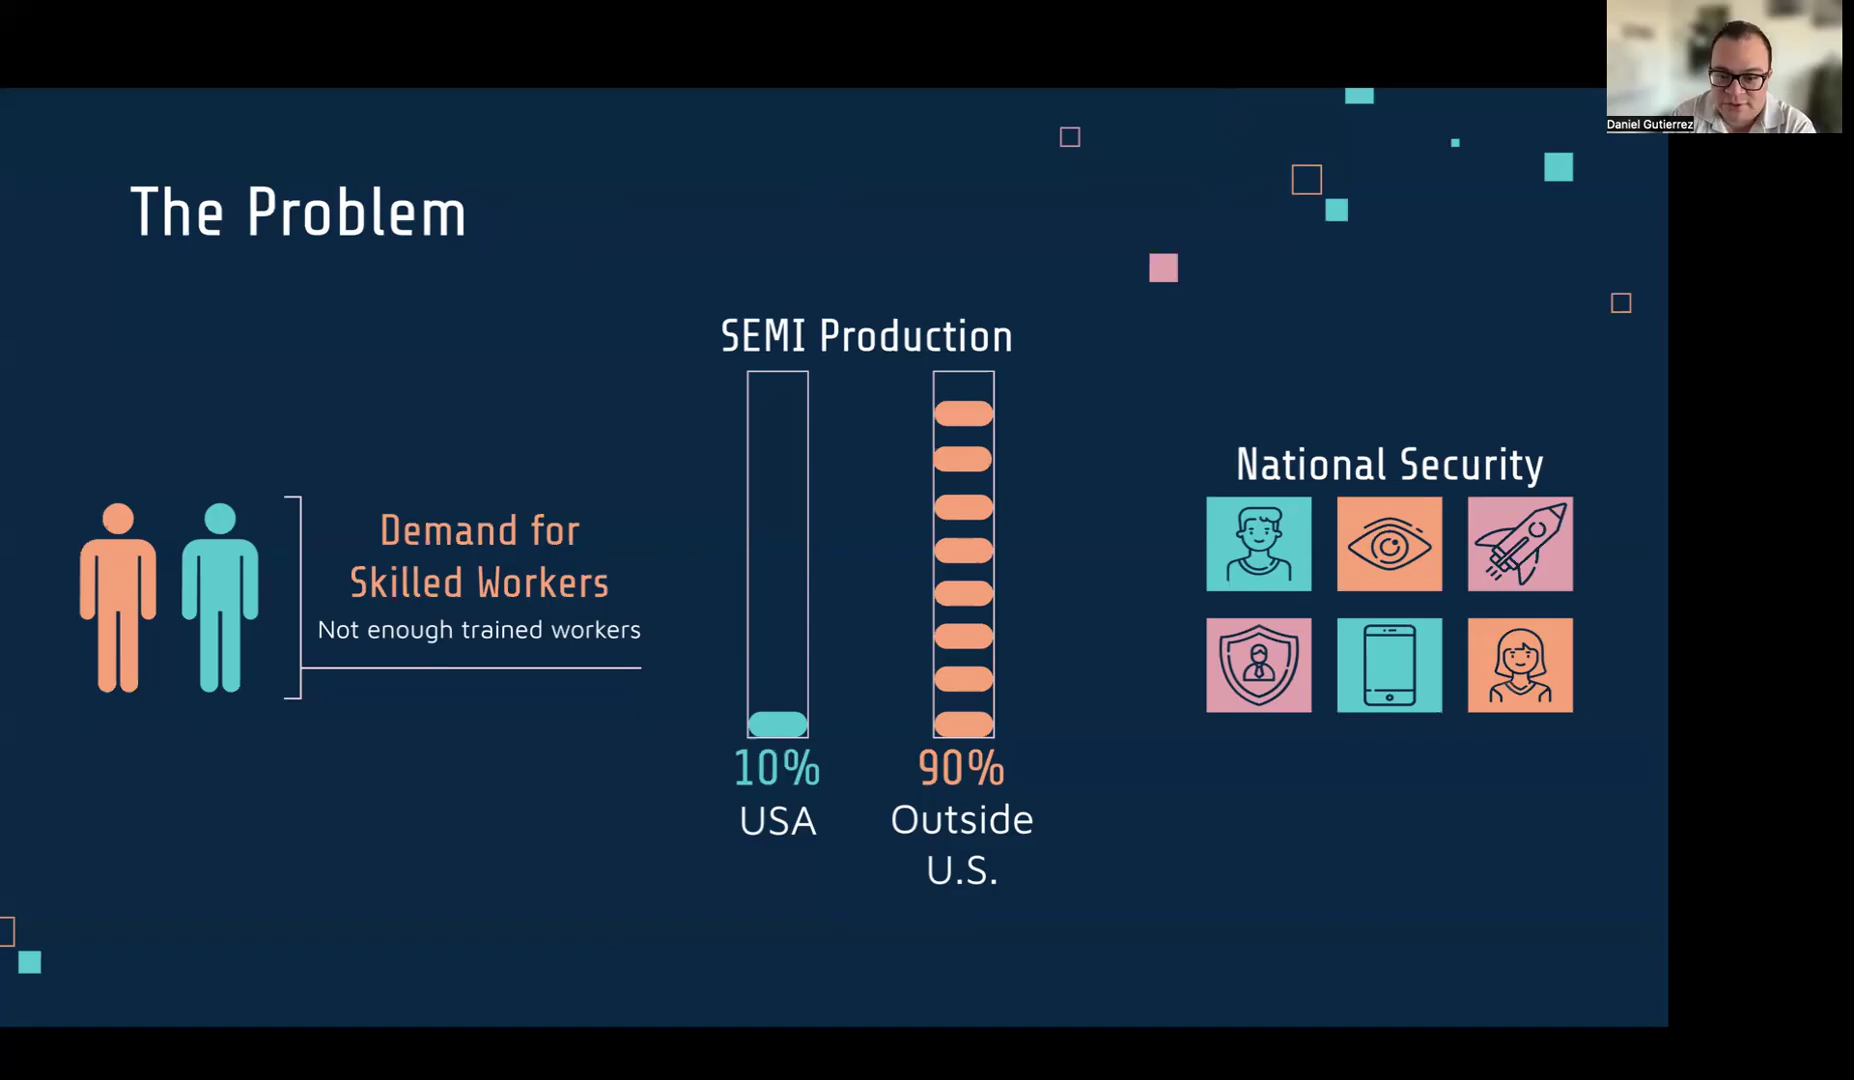 Daniel Gutierrez
The Problem
Demand for
Skilled Workers
Not enough trained workers
SEMI Production
10%
USA
90%
Outside
U.S.
National Security